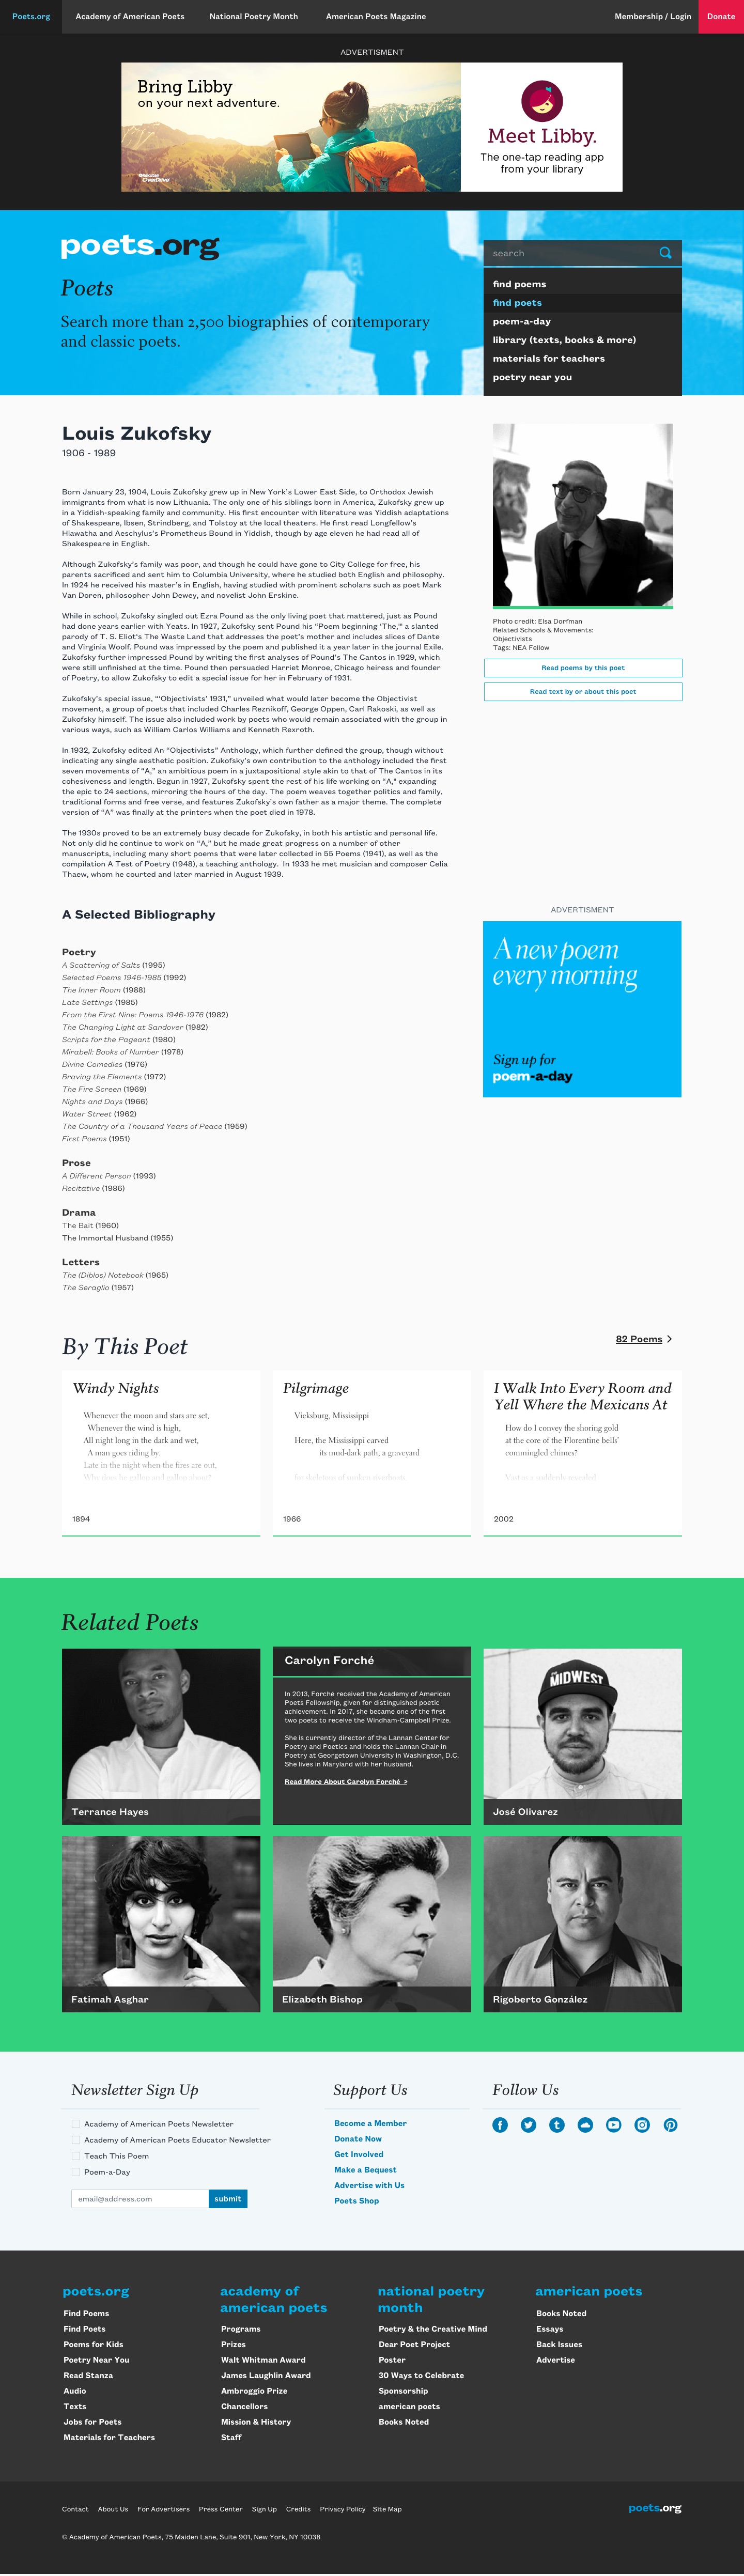 Poets.org
Academy of American Poets
National Poetry Month
American Poets Magazine
Membership / Login
Donate
ADVERTISMENT
Bring Libby
on your next adventure.
OverDrive
Meet Libby.
The one-tap reading app
from your library
poets.org
Poets
Search more than 2,500 biographies of contemporary
and classic poets.
search
find poems
find poets
poem-a-day
library (texts, books & more)
materials for teachers
poetry near you
Louis Zukofsky
1906 - 1989
Born January 23, 1904, Louis Zukofsky grew up in New York's Lower East Side, to Orthodox Jewish
immigrants from what is now Lithuania. The only one of his siblings born in America, Zukofsky grew up
in a Yiddish-speaking family and community. His first encounter with literature was Yiddish adaptations
of Shakespeare, Ibsen, Strindberg, and Tolstoy at the local theaters. He first read Longfellow's
Hiawatha and Aeschylus's Prometheus Bound in Yiddish, though by age eleven he had read all of
Shakespeare in English.
Although Zukofsky's family was poor, and though he could have gone to City College for free, his
parents sacrificed and sent him to Columbia University, where he studied both English and philosophy.
In 1924 he received his master's in English, having studied with prominent scholars such as poet Mark
Van Doren, philosopher John Dewey, and novelist John Erskine.
While in school, Zukofsky singled out Ezra Pound as the only living poet that mattered, just as Pound
had done years earlier with Yeats. In 1927, Zukofsky sent Pound his "Poem beginning 'The,'" a slanted
parody of T. S. Eliot's The Waste Land that addresses the poet's mother and includes slices of Dante
and Virginia Woolf. Pound was impressed by the poem and published it a year later in the journal Exile.
Zukofsky further impressed Pound by writing the first analyses of Pound's The Cantos in 1929, which
were still unfinished at the time. Pound then persuaded Harriet Monroe, Chicago heiress and founder
of Poetry, to allow Zukofsky to edit a special issue for her in February of 1931.
Zukofsky's special issue, "'Objectivists' 1931," unveiled what would later become the Objectivist
movement, a group of poets that included Charles Reznikoff, George Oppen, Carl Rakoski, as well as
Zukofsky himself. The issue also included work by poets who would remain associated with the group in
various ways, such as William Carlos Williams and Kenneth Rexroth.
In 1932, Zukofsky edited An "Objectivists" Anthology, which further defined the group, though without
indicating any single aesthetic position. Zukofsky's own contribution to the anthology included the first
seven movements of "A," an ambitious poem in a juxtapositional style akin to that of The Cantos in its
cohesiveness and length. Begun in 1927, Zukofsky spent the rest of his life working on "A," expanding
the epic to 24 sections, mirroring the hours of the day. The poem weaves together politics and family,
traditional forms and free verse, and features Zukofsky's own father as a major theme. The complete
version of "A" was finally at the printers when the poet died in 1978.
The 1930s proved to be an extremely busy decade for Zukofsky, in both his artistic and personal life.
Not only did he continue to work on "A," but he made great progress on a number of other
manuscripts, including many short poems that were later collected in 55 Poems (1941), as well as the
compilation A Test of Poetry (1948), a teaching anthology. In 1933 he met musician and composer Celia
Thaew, whom he courted and later married in August 1939.
Photo credit: Elsa Dorfman
Related Schools & Movements:
Objectivists
Tags: NEA Fellow
Read poems by this poet
Read text by or about this poet
A Selected Bibliography
Poetry
A Scattering of Salts (1995)
Selected Poems 1946-1985 (1992)
The Inner Room (1988)
Late Settings (1985)
From the First Nine: Poems 1946-1976 (1982)
The Changing Light at Sandover (1982)
Scripts for the Pageant (1980)
Mirabell: Books of Number (1978)
Divine Comedies (1976)
Braving the Elements (1972)
The Fire Screen (1969)
Nights and Days (1966)
Water Street (1962)
The Country of a Thousand Years of Peace (1959)
First Poems (1951)
Prose
A Different Person (1993)
Recitative (1986)
Drama
The Bait (1960)
The Immortal Husband (1955)
Letters
The (Diblos) Notebook (1965)
The Seraglio (1957)
ADVERTISMENT
A new poem
every morning
Sign up for
poem-a-day
By This Poet
82 Poems >
Windy Nights
Whenever the moon and stars are set,
Whenever the wind is high,
All night long in the dark and wet,
A man goes riding by.
Late in the night when the fires are out,
Why does he gallop and gallop about?
1894
Pilgrimage
Vicksburg, Mississippi
Here, the Mississippi carved
its mud-dark path, a graveyard
for skeletons of sunken riverboats.
1966
I Walk Into Every Room and
Yell Where the Mexicans At
How do I convey the shoring gold
at the core of the Florentine bells'
commingled chimes?
Vast as a suddenly revealed
2002
Related Poets
Terrance Hayes
Carolyn Forché
In 2013, Forché received the Academy of American
Poets Fellowship, given for distinguished poetic
achievement. In 2017, she became one of the first
two poets to receive the Windham-Campbell Prize.
She is currently director of the Lannan Center for
Poetry and Poetics and holds the Lannan Chair in
Poetry at Georgetown University in Washington, D.C.
She lives in Maryland with her husband.
Read More About Carolyn Forché >
MIDWEST
José Olivarez
Fatimah Asghar
Elizabeth Bishop
Rigoberto González
Newsletter Sign Up
Academy of American Poets Newsletter
Academy of American Poets Educator Newsletter
Teach This Poem
Poem-a-Day
email@address.com
submit
Support Us
Become a Member
Donate Now
Get Involved
Make a Bequest
Advertise with Us
Poets Shop
Follow Us
poets.org
Find Poems
Find Poets
Poems for Kids
Poetry Near You
Read Stanza
Audio
Texts
Jobs for Poets
Materials for Teachers
academy of
american poets
Programs
Prizes
Walt Whitman Award
James Laughlin Award
Ambroggio Prize
Chancellors
Mission & History
Staff
national poetry
month
Poetry & the Creative Mind
Dear Poet Project
Poster
30 Ways to Celebrate
Sponsorship
american poets
Books Noted
american poets
Books Noted
Essays
Back Issues
Advertise
Contact
About Us
For Advertisers
Press Center
Sign Up
Credits
Privacy Policy
Site Map
poets.org
© Academy of American Poets, 75 Maiden Lane, Suite 901, New York, NY 10038